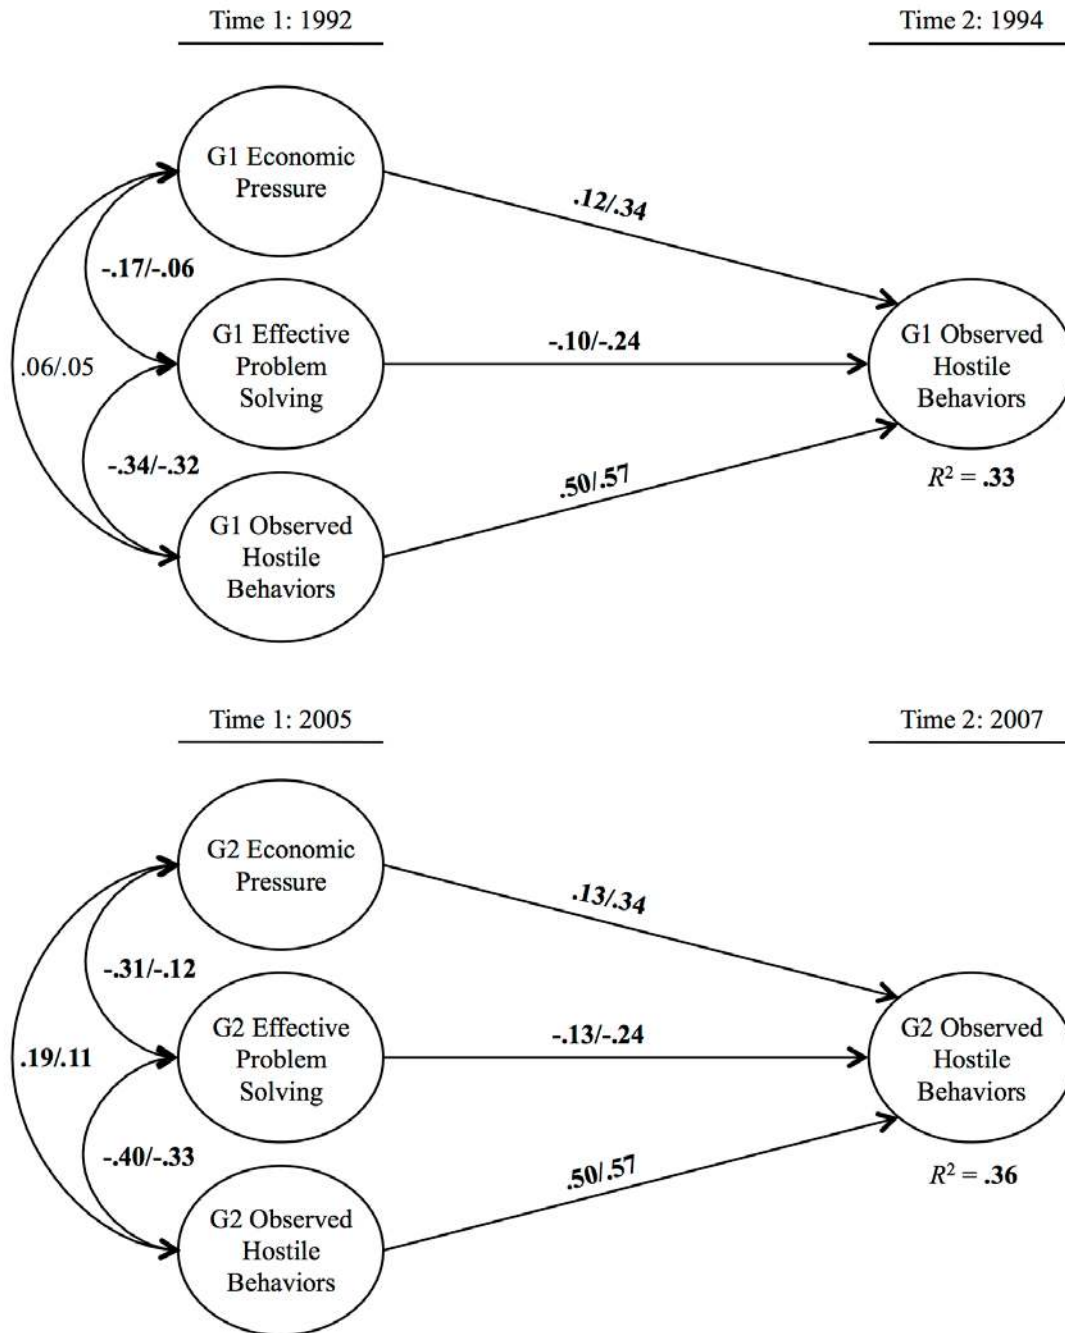 Time 1: 1992
Time 2: 1994
G1 Economic
Pressure
.12/.34
-.17/-.06
G1 Effective
Problem
Solving
-.10/-.24
G1 Observed
Hostile
Behaviors
.06/.05
-.34/-.32
.50/.57
R² = .33
G1 Observed
Hostile
Behaviors
Time 1: 2005
Time 2: 2007
G2 Economic
Pressure
.13/.34
-.31/-.12
G2 Effective
Problem
Solving
-.13/-.24
G2 Observed
Hostile
Behaviors
.19/.11
-.40/-.33
.50/.57
R² = .36
G2 Observed
Hostile
Behaviors